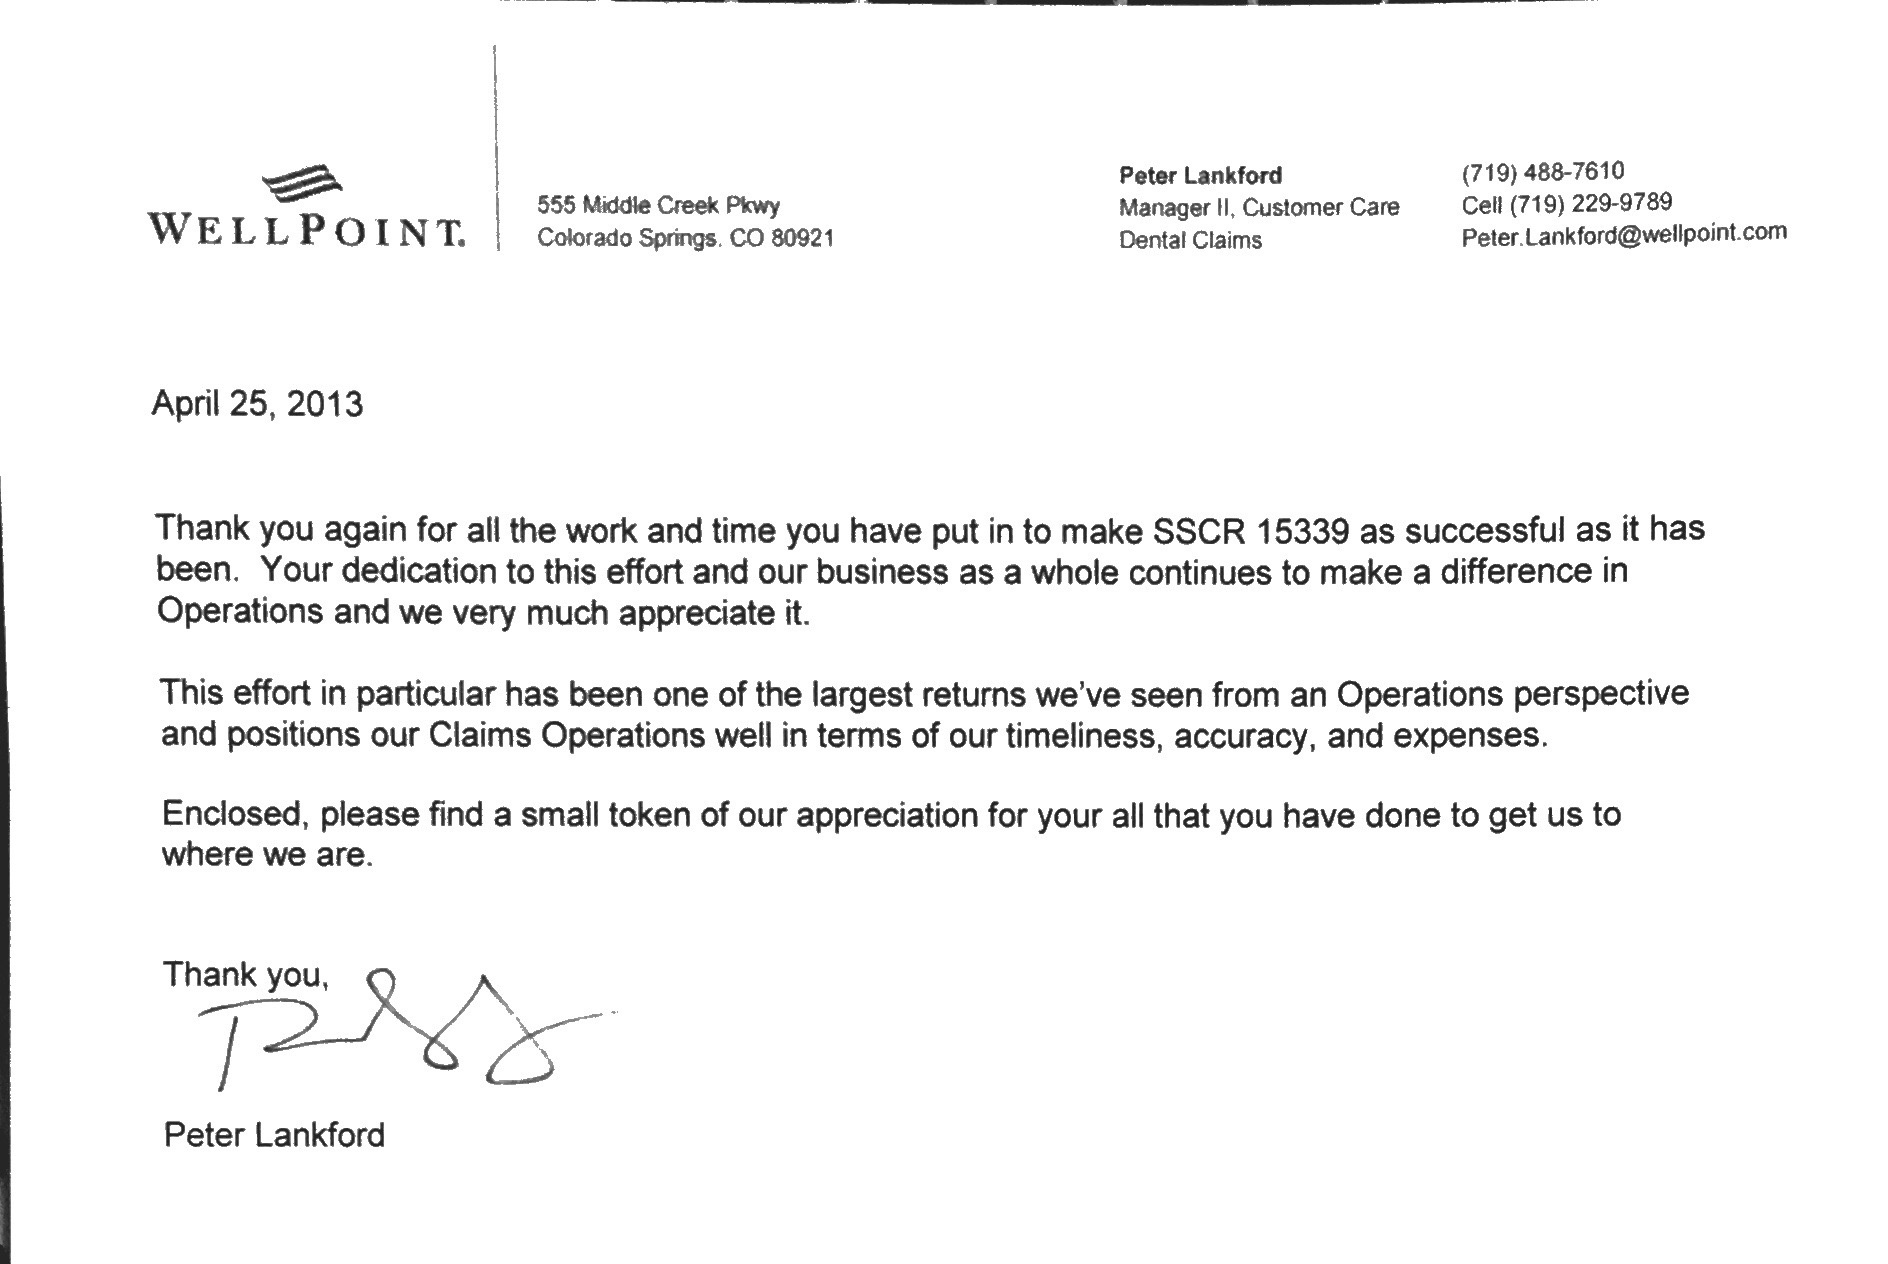 WELLPOINT.
555 Middle Creek Pkwy
Colorado Springs, CO 80921
Peter Lankford
Manager II, Customer Care
Dental Claims
(719) 488-7610
Cell (719) 229-9789
Peter.Lankford@wellpoint.com
April 25, 2013
Thank you again for all the work and time you have put in to make SSCR 15339 as successful as it has
been.  Your dedication to this effort and our business as a whole continues to make a difference in
Operations and we very much appreciate it.
This effort in particular has been one of the largest returns we've seen from an Operations perspective
and positions our Claims Operations well in terms of our timeliness, accuracy, and expenses.
Enclosed, please find a small token of our appreciation for your all that you have done to get us to
where we are.
Thank you,
Peter Lankford